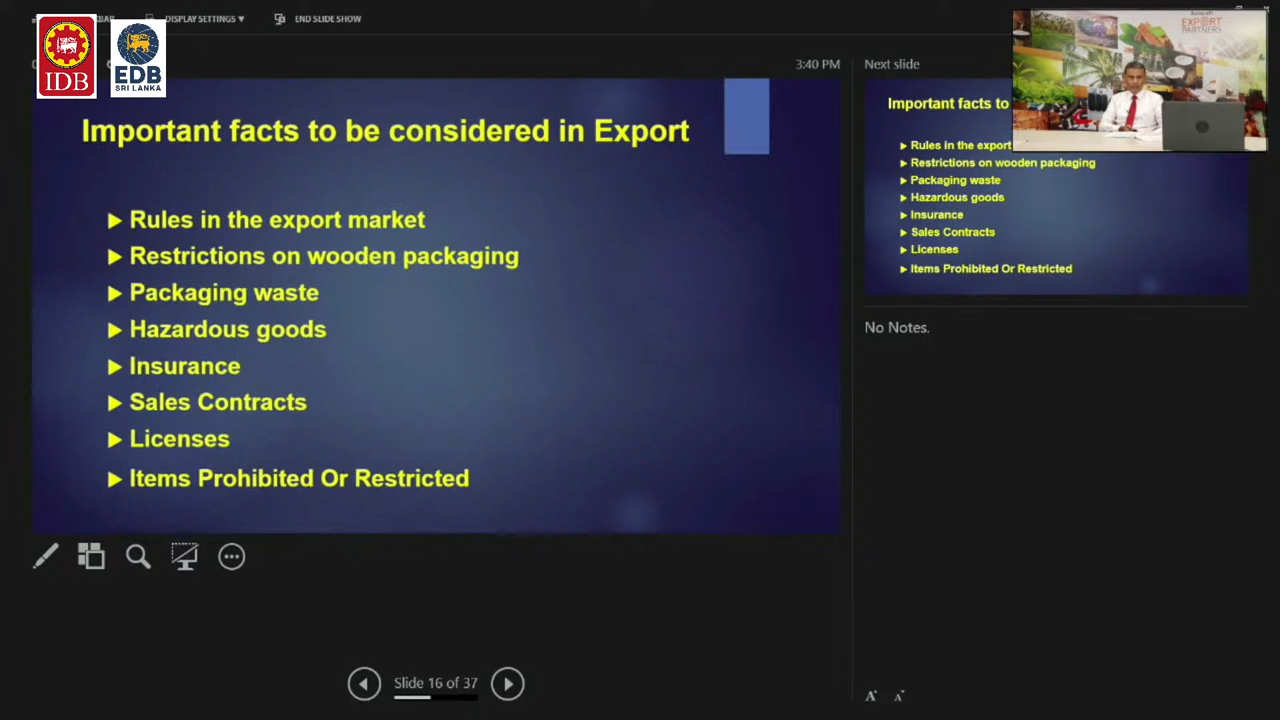 DISPLAY SETTINGS ▼
END SLIDE SHOW
IDB
EDB
SRI LANKA
3:40 PM
Next slide
EXPORT
PARTNERS
Important facts to be considered in Export
Rules in the export market
Restrictions on wooden packaging
Packaging waste
Hazardous goods
Insurance
Sales Contracts
Licenses
Items Prohibited Or Restricted
Important facts to
Rules in the export
Restrictions on wooden packaging
Packaging waste
Hazardous goods
Insurance
Sales Contracts
Licenses
Items Prohibited Or Restricted
No Notes.
Slide 16 of 37
A A